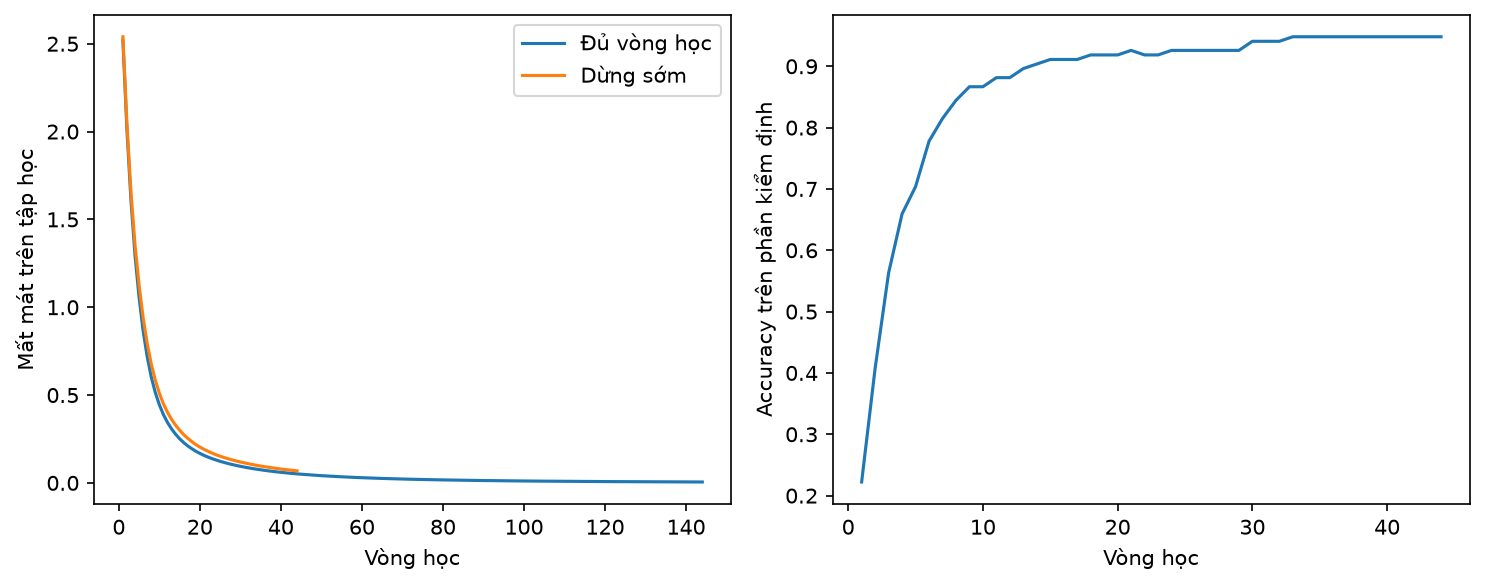 2.5
2.0
1.5
1.0
0.5
0.0
Mất mát trên tập học
0 20 40 60 80 100 120 140
Vòng học
Đủ vòng học
Dừng sớm
0.9
0.8
0.7
0.6
0.5
0.4
0.3
0.2
Accuracy trên phần kiểm định
0 10 20 30 40
Vòng học